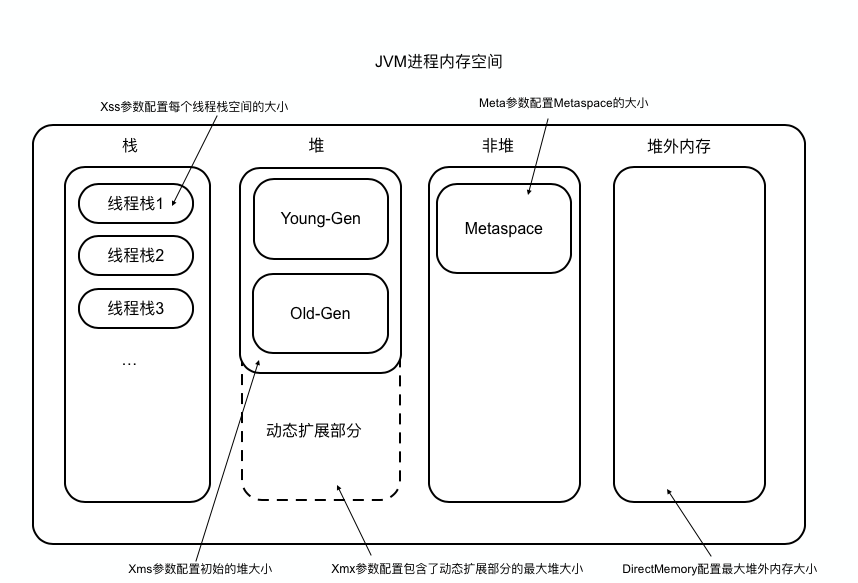 JVM进程内存空间
Xss参数配置每个线程栈空间的大小
Meta参数配置Metaspace的大小
栈
堆
非堆
堆外内存
线程栈1
线程栈2
线程栈3
...
Young-Gen
Old-Gen
动态扩展部分
Metaspace
Xms参数配置初始的堆大小
Xmx参数配置包含了动态扩展部分的最大堆大小
DirectMemory配置最大堆外内存大小